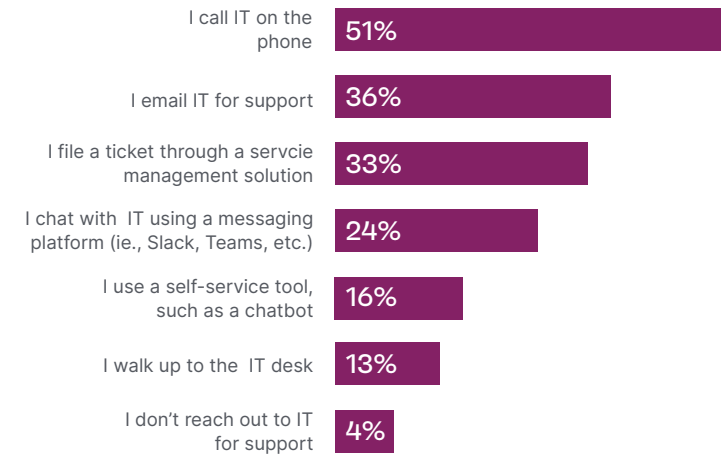 I call IT on the
phone
51%
I email IT for support
36%
I file a ticket through a servcie
management solution
33%
I chat with  IT using a messaging
platform (ie., Slack, Teams, etc.)
24%
I use a self-service tool,
such as a chatbot
16%
I walk up to the  IT desk
13%
I don’t reach out to IT
for support
4%